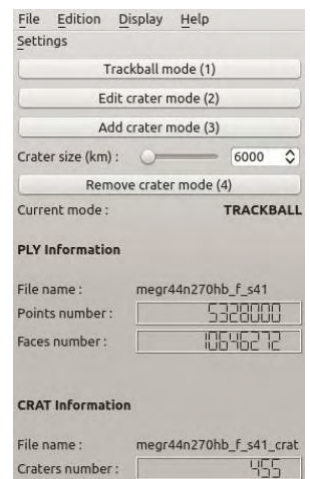 File Edition Display Help
Settings
Trackball mode (1)
Edit crater mode (2)
Add crater mode (3)
Crater size (km) : 6000
Remove crater mode (4)
Current mode : TRACKBALL
PLY Information
File name : megr44n270hb_f_s41
Points number : 5328000
Faces number : 10646272
CRAT Information
File name : megr44n270hb_f_s41_crat
Craters number : 455